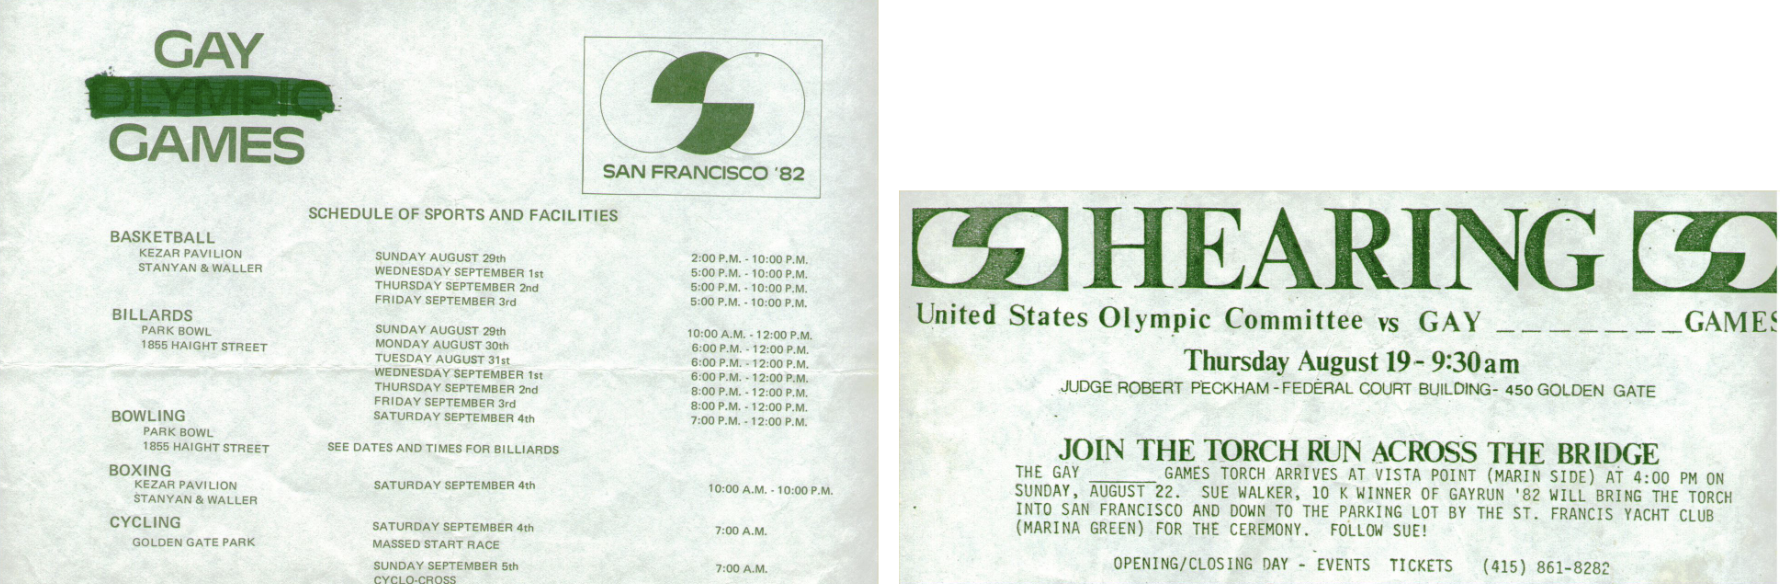 GAY
OLYMPIC
GAMES
SAN FRANCISCO '82
SCHEDULE OF SPORTS AND FACILITIES
BASKETBALL
KEZAR PAVILION
STANYAN & WALLER
SUNDAY AUGUST 29th 2:00 P.M. - 10:00 P.M.
WEDNESDAY SEPTEMBER 1st 5:00 P.M. - 10:00 P.M.
THURSDAY SEPTEMBER 2nd 5:00 P.M. - 10:00 P.M.
FRIDAY SEPTEMBER 3rd 5:00 P.M. - 10:00 P.M.
BILLARDS
PARK BOWL
1855 HAIGHT STREET
SUNDAY AUGUST 29th 10:00 A.M. - 12:00 P.M.
MONDAY AUGUST 30th 6:00 P.M. - 12:00 P.M.
TUESDAY AUGUST 31st 6:00 P.M. - 12:00 P.M.
WEDNESDAY SEPTEMBER 1st 6:00 P.M. - 12:00 P.M.
THURSDAY SEPTEMBER 2nd 8:00 P.M. - 12:00 P.M.
FRIDAY SEPTEMBER 3rd 8:00 P.M. - 12:00 P.M.
SATURDAY SEPTEMBER 4th 7:00 P.M. - 12:00 P.M.
BOWLING
PARK BOWL
1855 HAIGHT STREET SEE DATES AND TIMES FOR BILLIARDS
BOXING
KEZAR PAVILION SATURDAY SEPTEMBER 4th 10:00 A.M. - 10:00 P.M.
STANYAN & WALLER
CYCLING
GOLDEN GATE PARK
SATURDAY SEPTEMBER 4th 7:00 A.M.
MASSED START RACE
SUNDAY SEPTEMBER 5th 7:00 A.M.
CYCLO-CROSS
HEARING
United States Olympic Committee vs GAY _ _ _ _ _ _ _ GAMES
Thursday August 19 - 9:30am
JUDGE ROBERT PECKHAM - FEDERAL COURT BUILDING - 450 GOLDEN GATE
JOIN THE TORCH RUN ACROSS THE BRIDGE
THE GAY _______ GAMES TORCH ARRIVES AT VISTA POINT (MARIN SIDE) AT 4:00 PM ON
SUNDAY, AUGUST 22. SUE WALKER, 10 K WINNER OF GAYRUN '82 WILL BRING THE TORCH
INTO SAN FRANCISCO AND DOWN TO THE PARKING LOT BY THE ST. FRANCIS YACHT CLUB
(MARINA GREEN) FOR THE CEREMONY. FOLLOW SUE!
OPENING/CLOSING DAY - EVENTS TICKETS (415) 861-8282